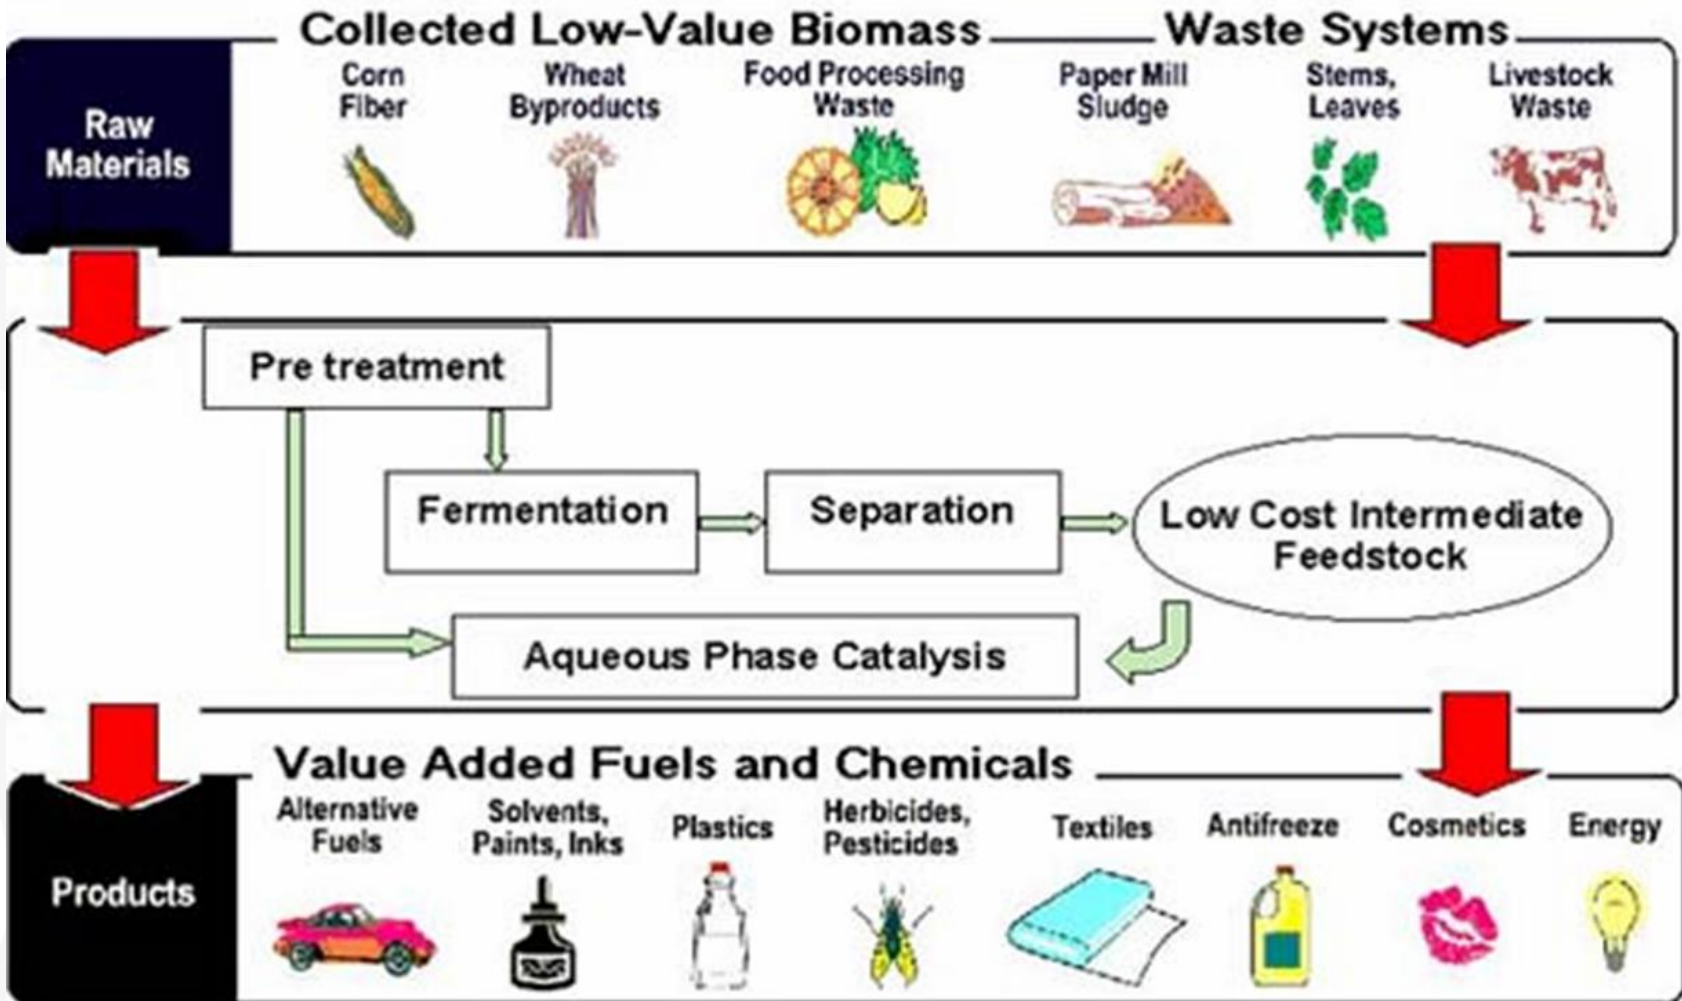 Collected Low-Value Biomass
Waste Systems
Raw
Materials
Corn
Fiber
Wheat
Byproducts
Food Processing
Waste
Paper Mill
Sludge
Stems,
Leaves
Livestock
Waste
Pre treatment
Fermentation
Separation
Low Cost Intermediate
Feedstock
Aqueous Phase Catalysis
Value Added Fuels and Chemicals
Products
Alternative
Fuels
Solvents,
Paints, Inks
Plastics
Herbicides,
Pesticides
Textiles
Antifreeze
Cosmetics
Energy